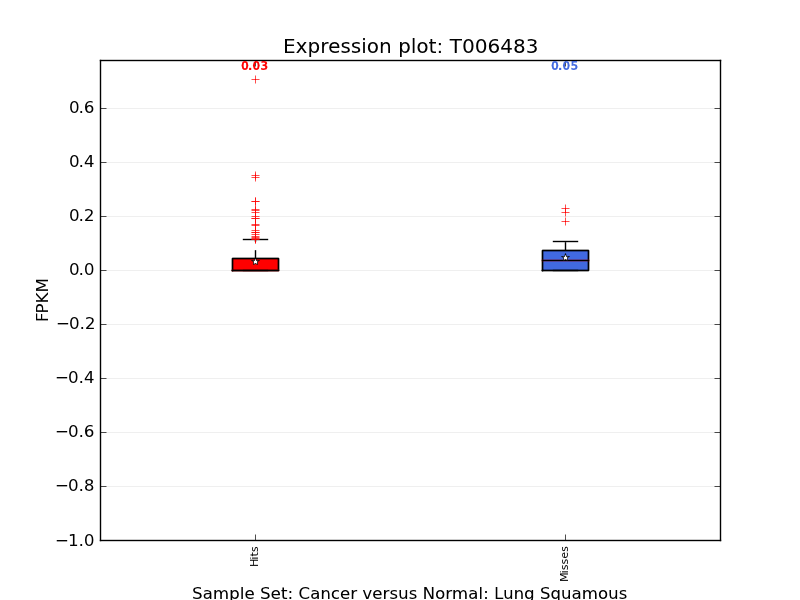 Expression plot: T006483
0.03
0.05
0.6
0.4
0.2
0.0
−0.2
−0.4
−0.6
−0.8
−1.0
FPKM
Hits
Misses
Sample Set: Cancer versus Normal: Lung Squamous